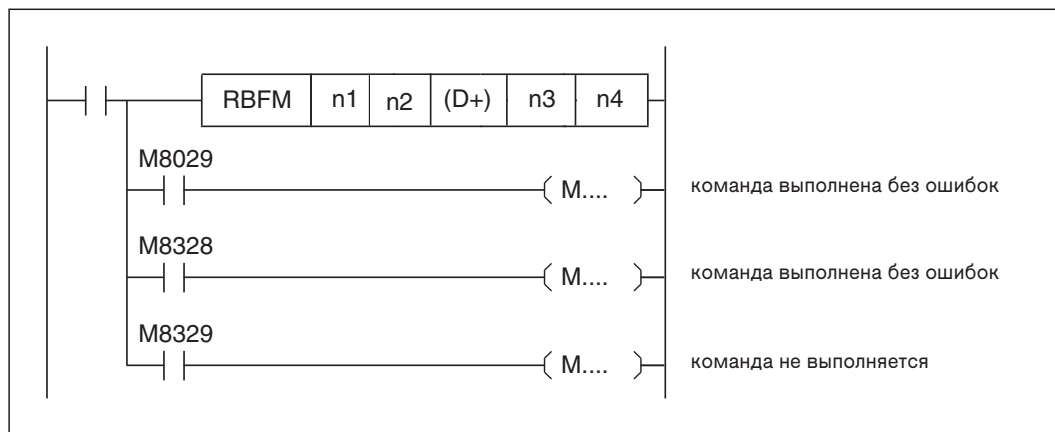 RBFM n1 n2 (D+) n3 n4
M8029
M.... команда выполнена без ошибок
M8328
M.... команда выполнена без ошибок
M8329
M.... команда не выполняется